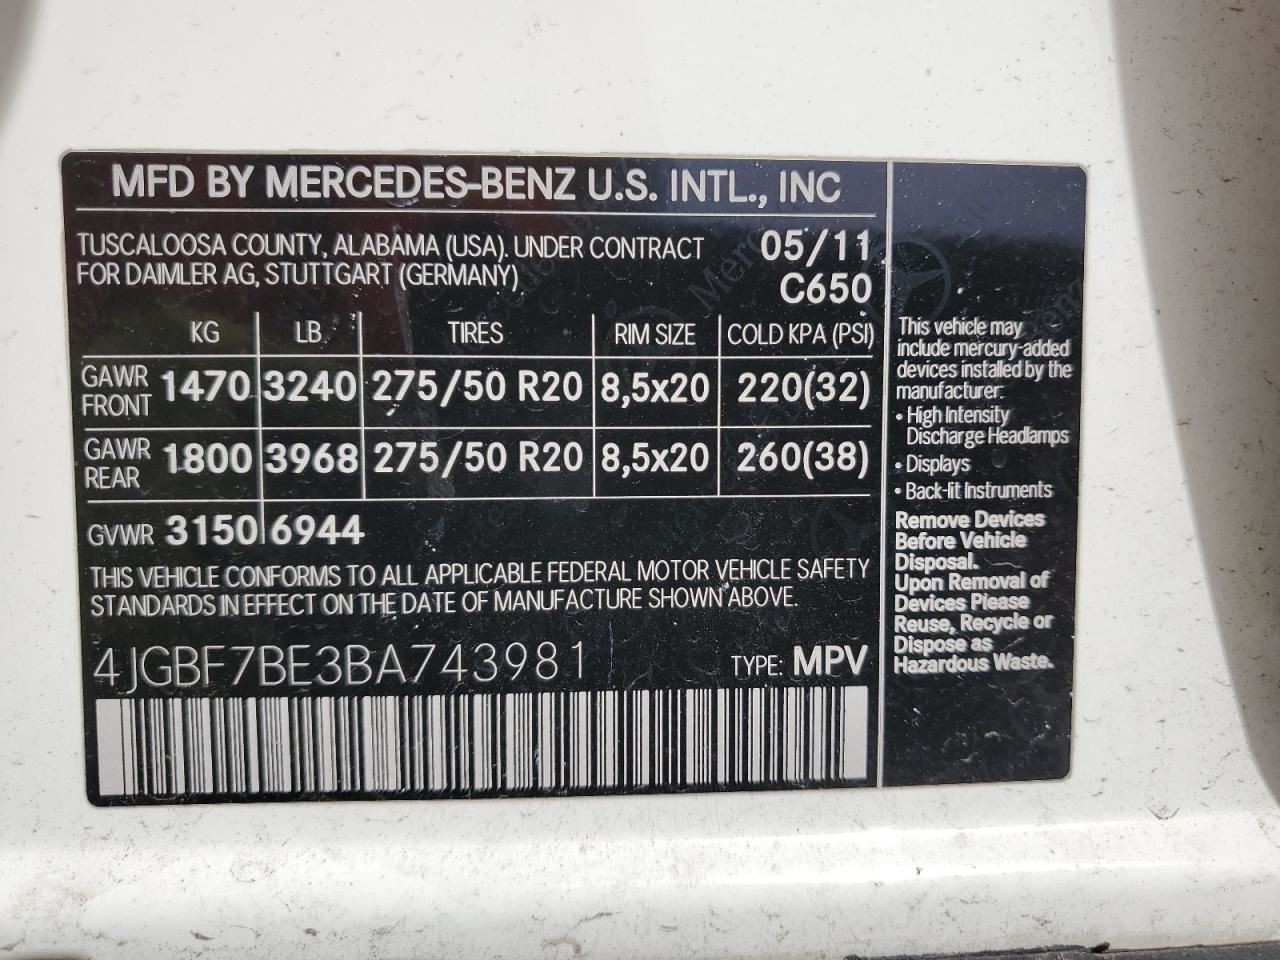 MFD BY MERCEDES-BENZ U.S. INTL., INC
TUSCALOOSA COUNTY, ALABAMA (USA). UNDER CONTRACT 05/11
FOR DAIMLER AG, STUTTGART (GERMANY)
C650
KG LB TIRES RIM SIZE COLD KPA (PSI)
GAWR FRONT 1470 3240 275/50 R20 8,5x20 220(32)
GAWR REAR 1800 3968 275/50 R20 8,5x20 260(38)
GVWR 3150 6944
THIS VEHICLE CONFORMS TO ALL APPLICABLE FEDERAL MOTOR VEHICLE SAFETY
STANDARDS IN EFFECT ON THE DATE OF MANUFACTURE SHOWN ABOVE.
4JGBF7BE3BA743981 TYPE: MPV
This vehicle may
include mercury-added
devices installed by the
manufacturer:
• High Intensity
Discharge Headlamps
• Displays
• Back-lit Instruments
Remove Devices
Before Vehicle
Disposal.
Upon Removal of
Devices Please
Reuse, Recycle or
Dispose as
Hazardous Waste.